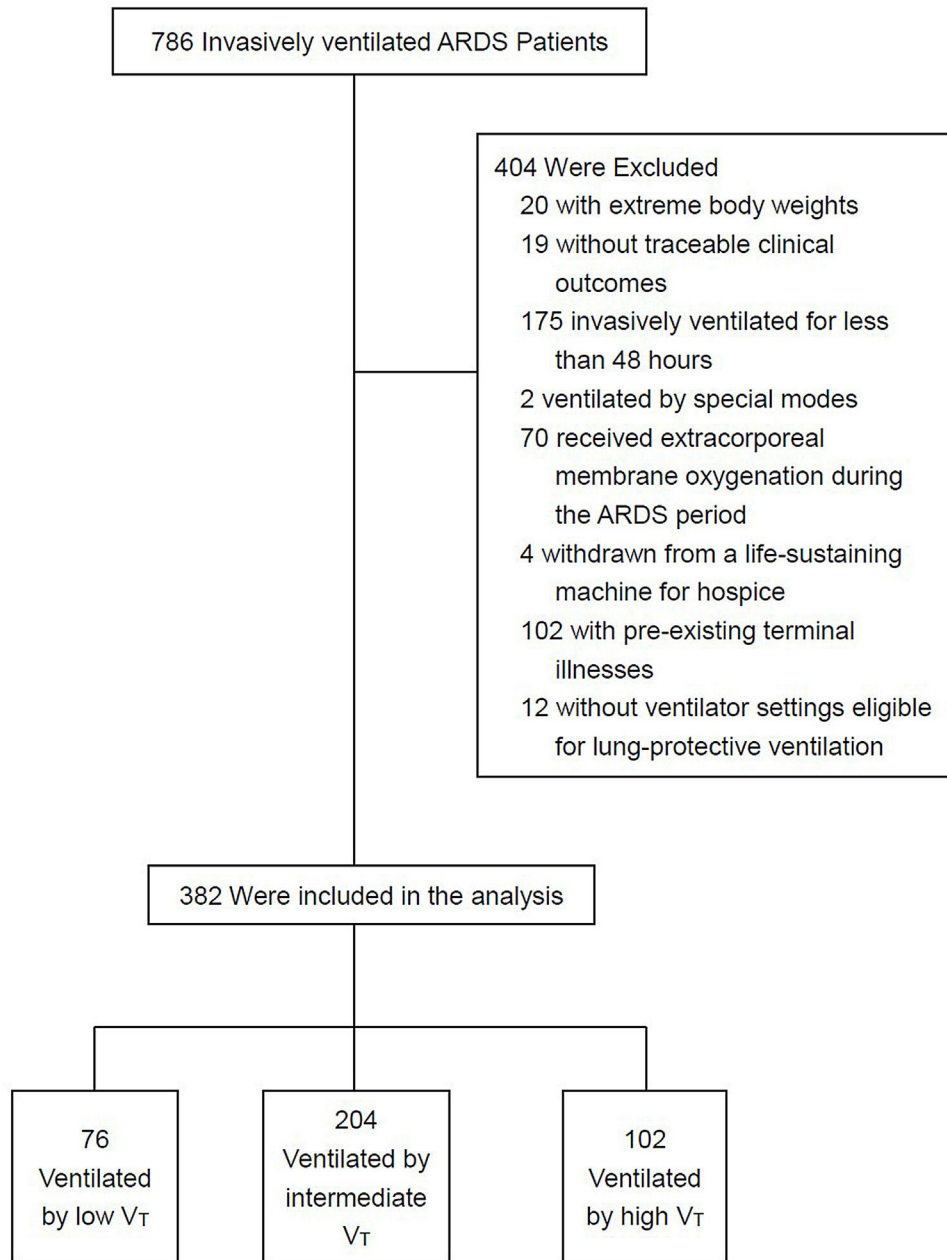 786 Invasively ventilated ARDS Patients
404 Were Excluded
20 with extreme body weights
19 without traceable clinical
outcomes
175 invasively ventilated for less
than 48 hours
2 ventilated by special modes
70 received extracorporeal
membrane oxygenation during
the ARDS period
4 withdrawn from a life-sustaining
machine for hospice
102 with pre-existing terminal
illnesses
12 without ventilator settings eligible
for lung-protective ventilation
382 Were included in the analysis
76
Ventilated
by low VT
204
Ventilated by
intermediate
VT
102
Ventilated
by high VT